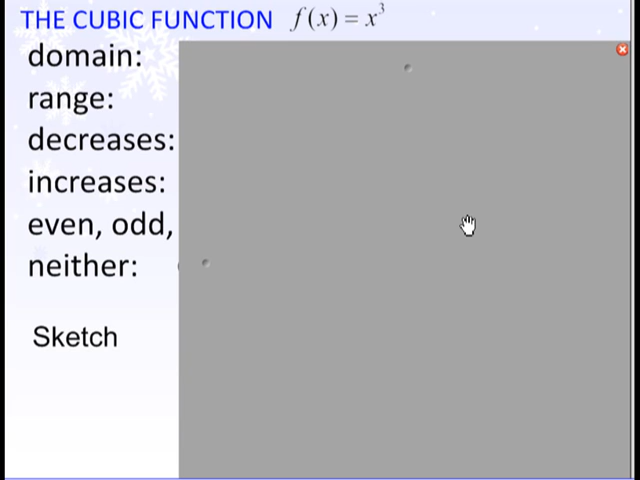 THE CUBIC FUNCTION f(x) = x³
domain:
range:
decreases:
increases:
even, odd,
neither:
Sketch